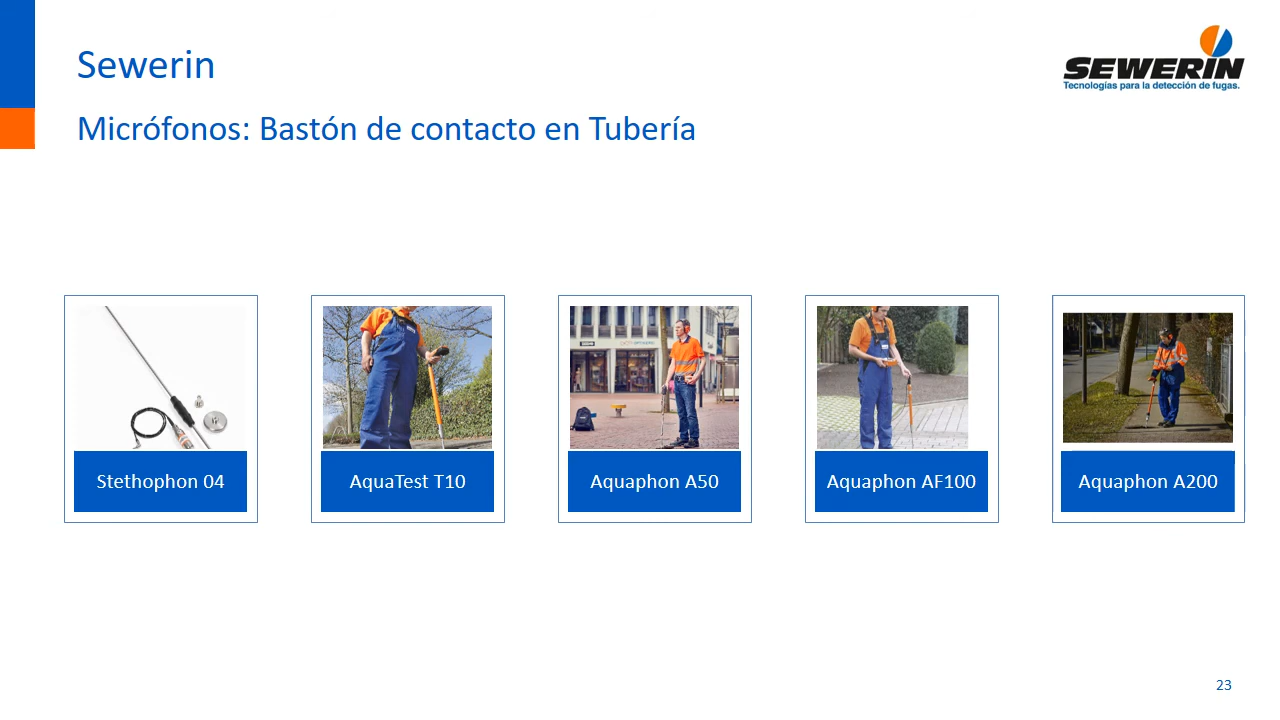 Sewerin
SEWERIN
Tecnologías para la detección de fugas.
Micrófonos: Bastón de contacto en Tubería
Stethophon 04
AquaTest T10
Aquaphon A50
Aquaphon AF100
Aquaphon A200
23